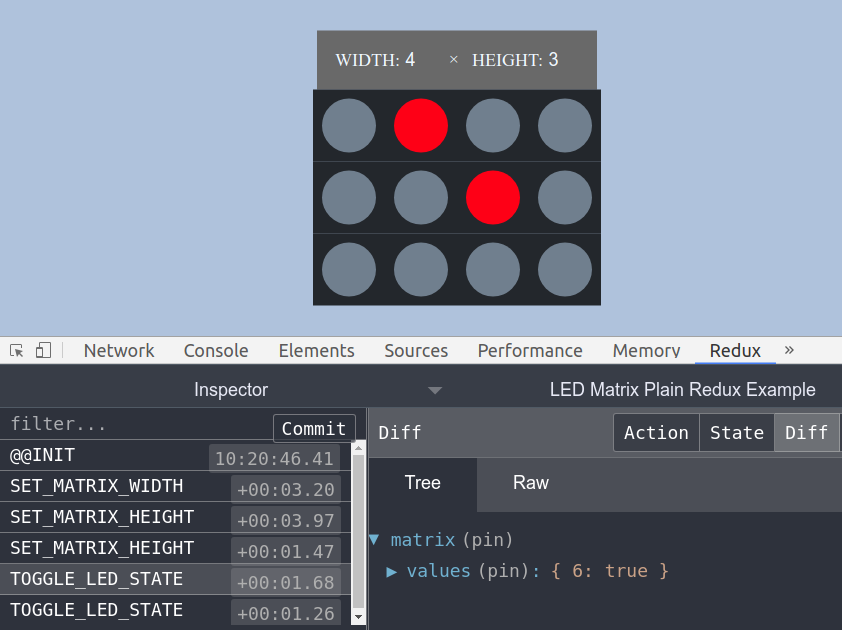 WIDTH: 4 × HEIGHT: 3
Network Console Elements Sources Performance Memory Redux »
Inspector LED Matrix Plain Redux Example
filter... Commit
Diff Action State Diff
@@INIT 10:20:46.41
SET_MATRIX_WIDTH +00:03.20
SET_MATRIX_HEIGHT +00:03.97
SET_MATRIX_HEIGHT +00:01.47
TOGGLE_LED_STATE +00:01.68
TOGGLE_LED_STATE +00:01.26
Tree Raw
▼ matrix (pin)
▶ values (pin): { 6: true }